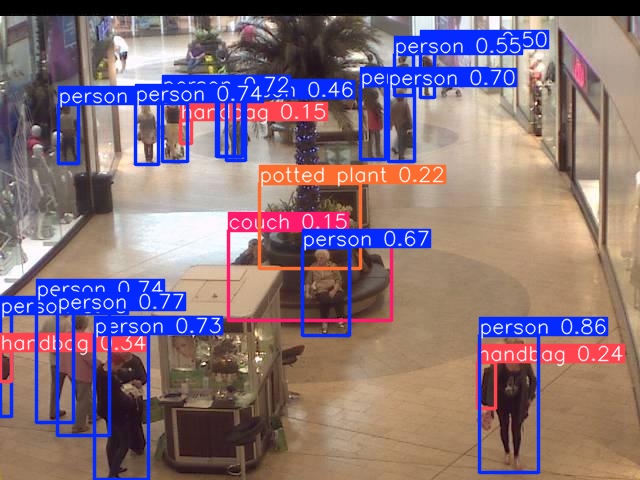 person 0.55
0.50
person 0.70
pe
person 0.72
0.46
person
person 0.74
handbag 0.15
potted plant 0.22
couch 0.15
person 0.67
person 0.74
person 0.77
perso
person 0.73
handbag 0.34
person 0.86
handbag 0.24